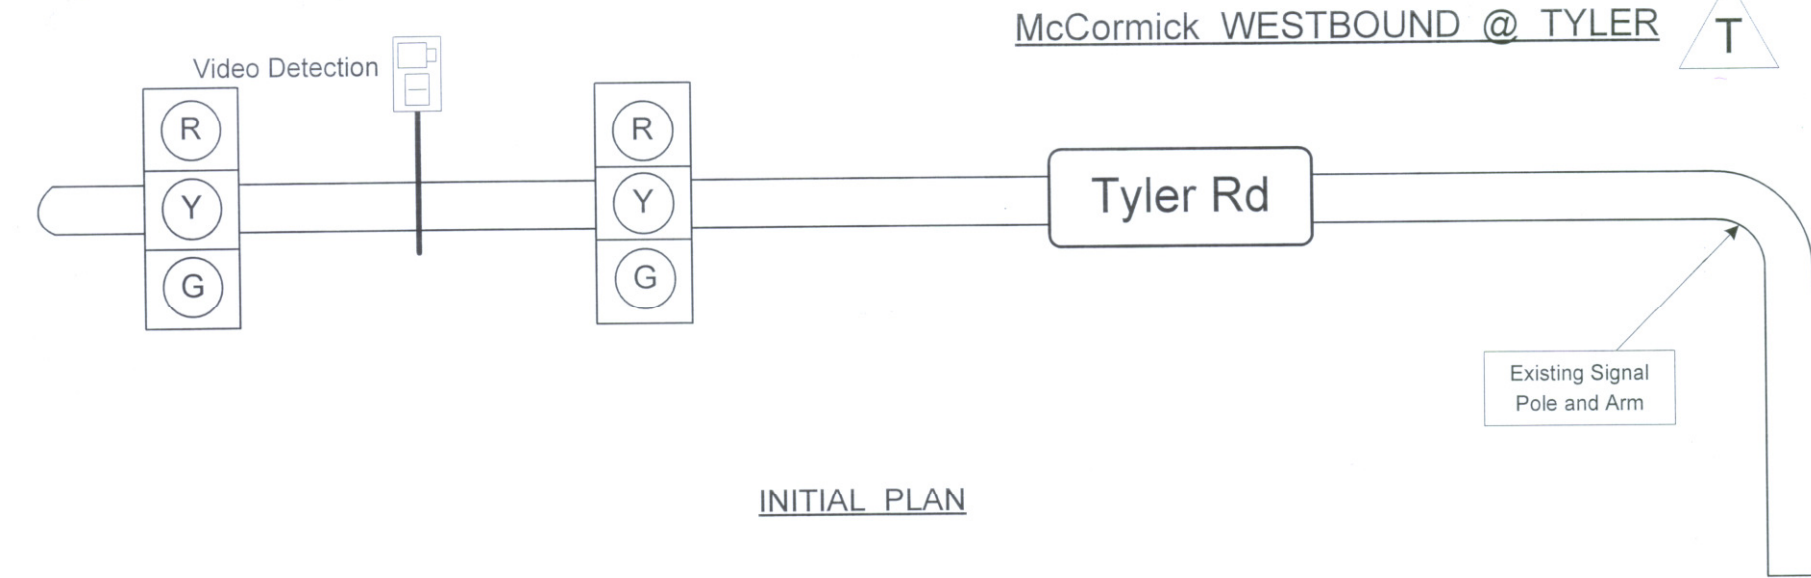 McCormick WESTBOUND @ TYLER
T
Video Detection
R
Y
G
R
Y
G
Tyler Rd
Existing Signal
Pole and Arm
INITIAL PLAN